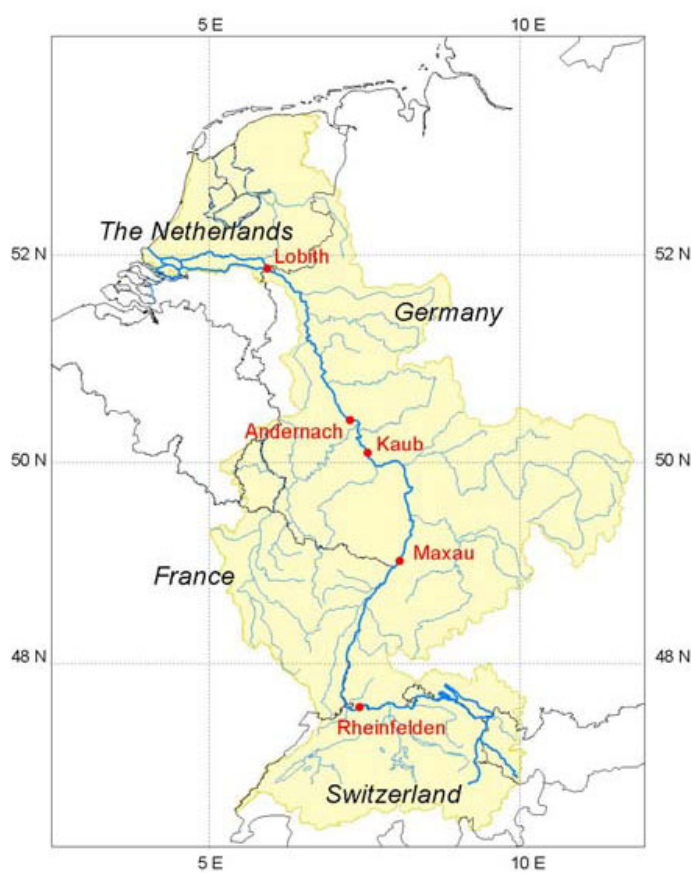 5 E
10 E
The Netherlands
52 N
52 N
Lobith
Germany
Andernach
Kaub
50 N
50 N
Maxau
France
48 N
48 N
Rheinfelden
Switzerland
5 E
10 E